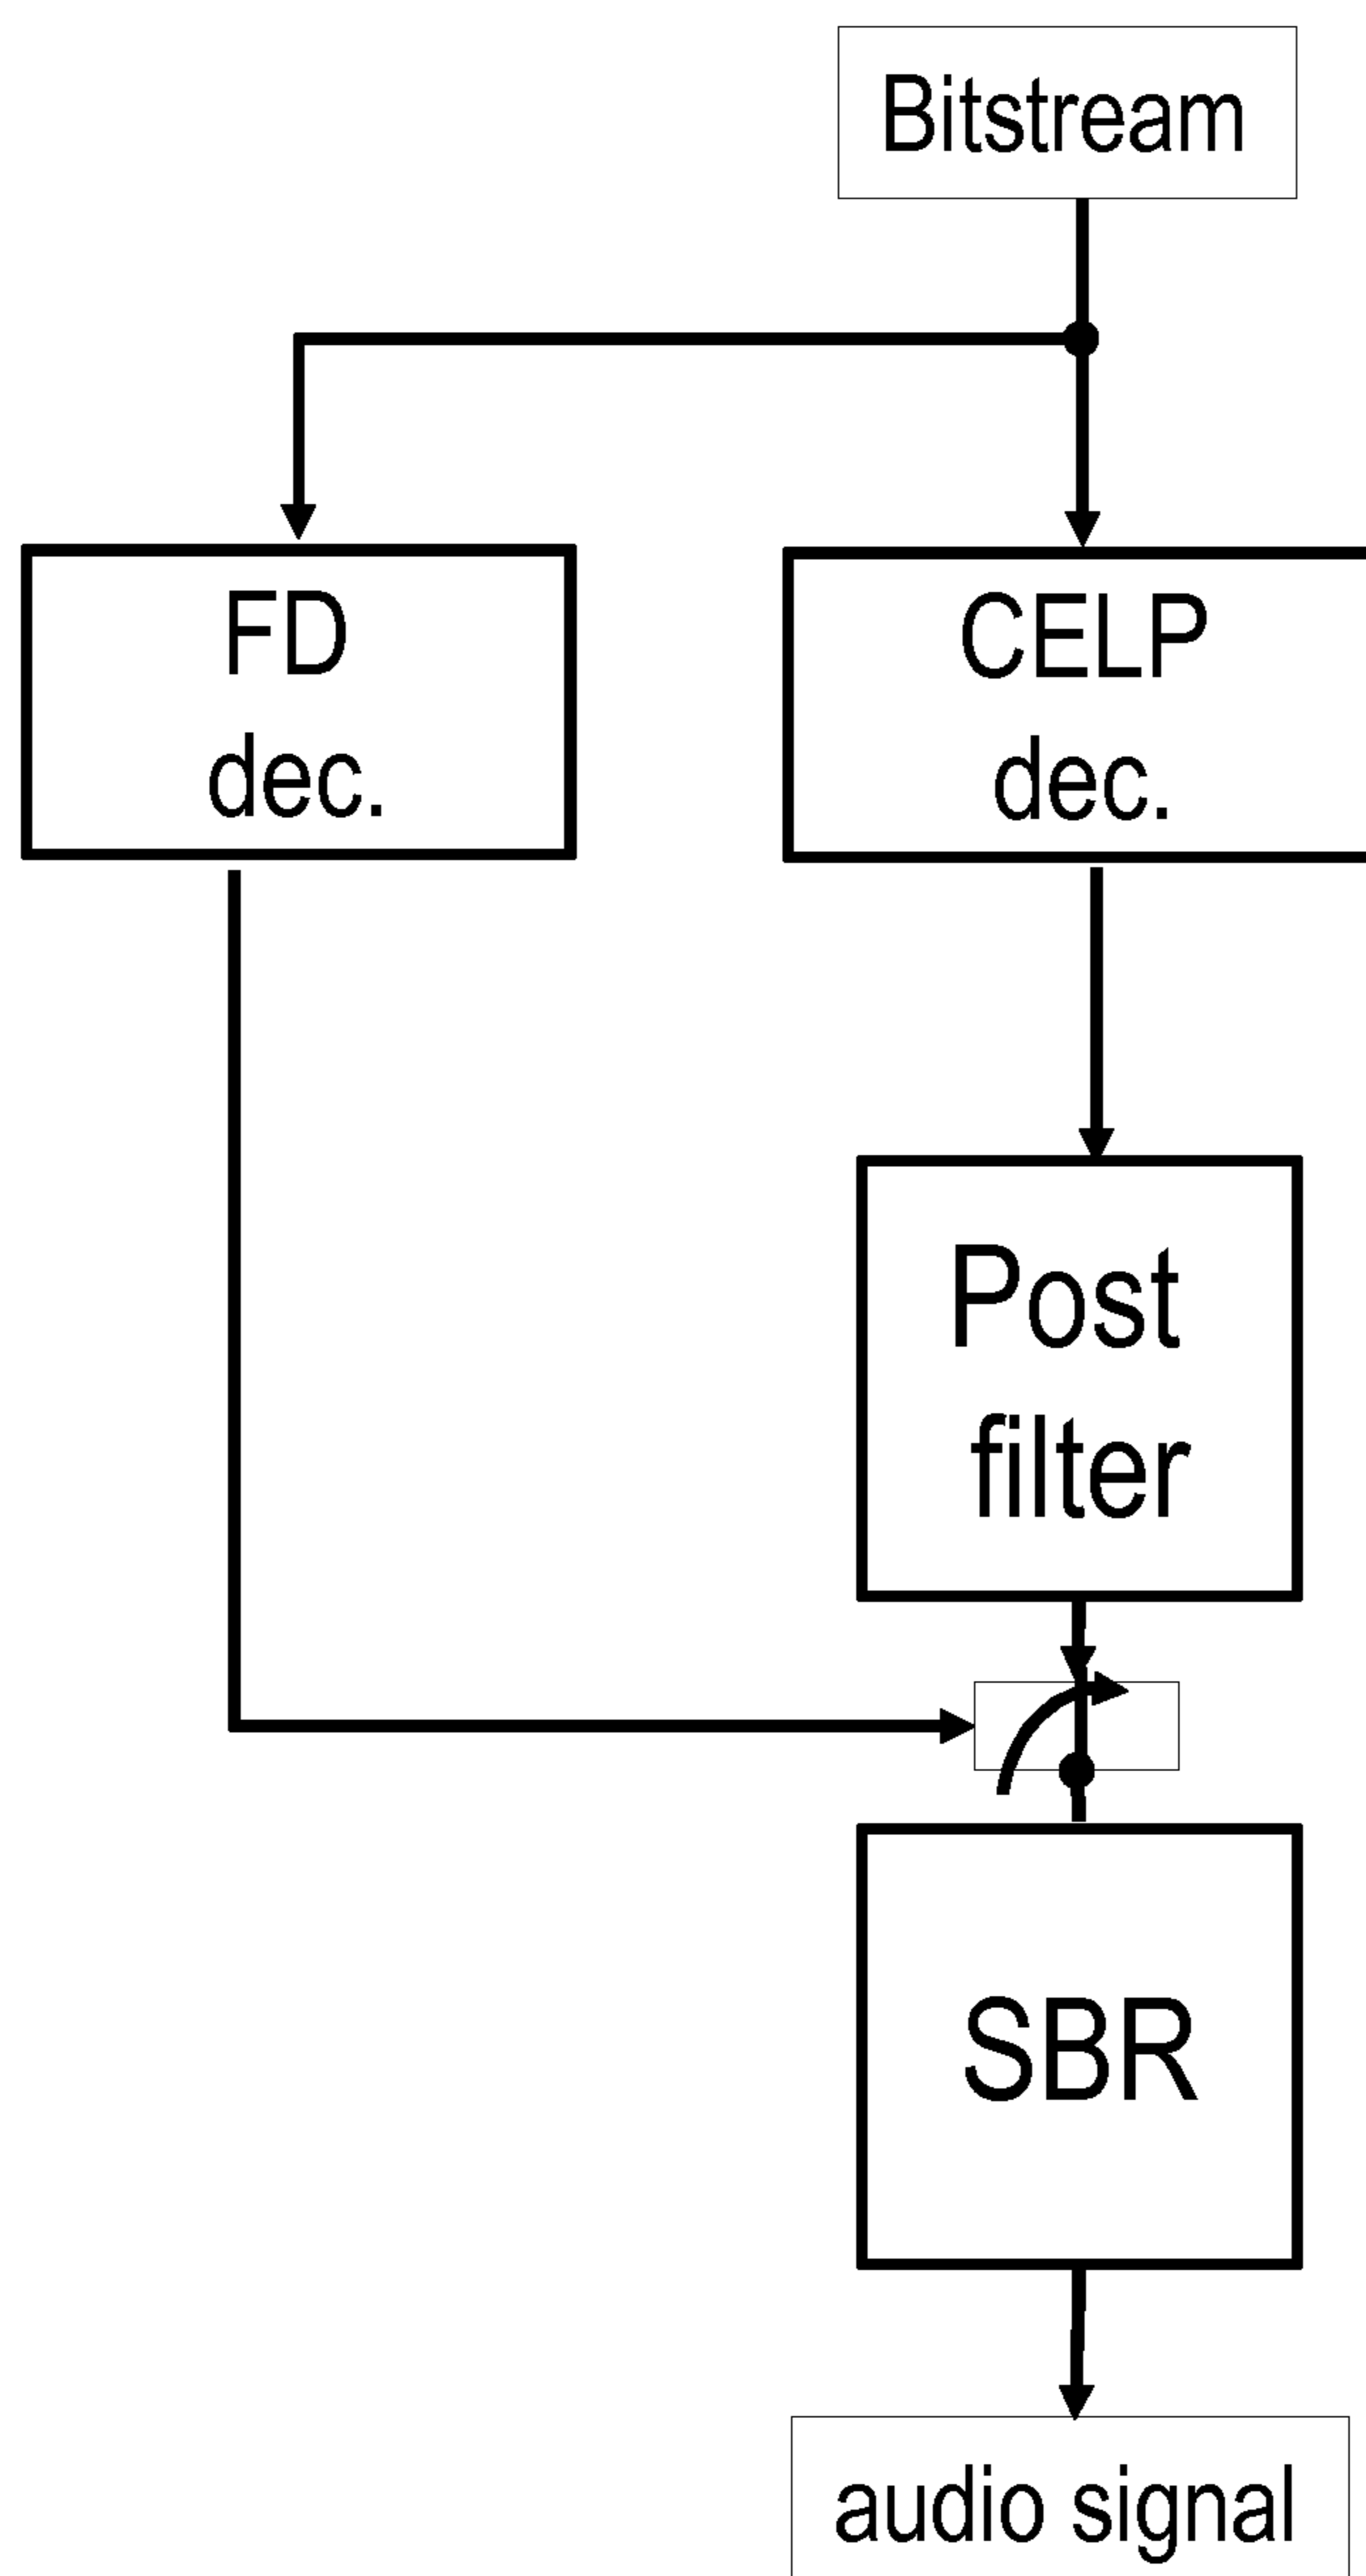 Bitstream
FD
dec.
CELP
dec.
Post
filter
SBR
audio signal